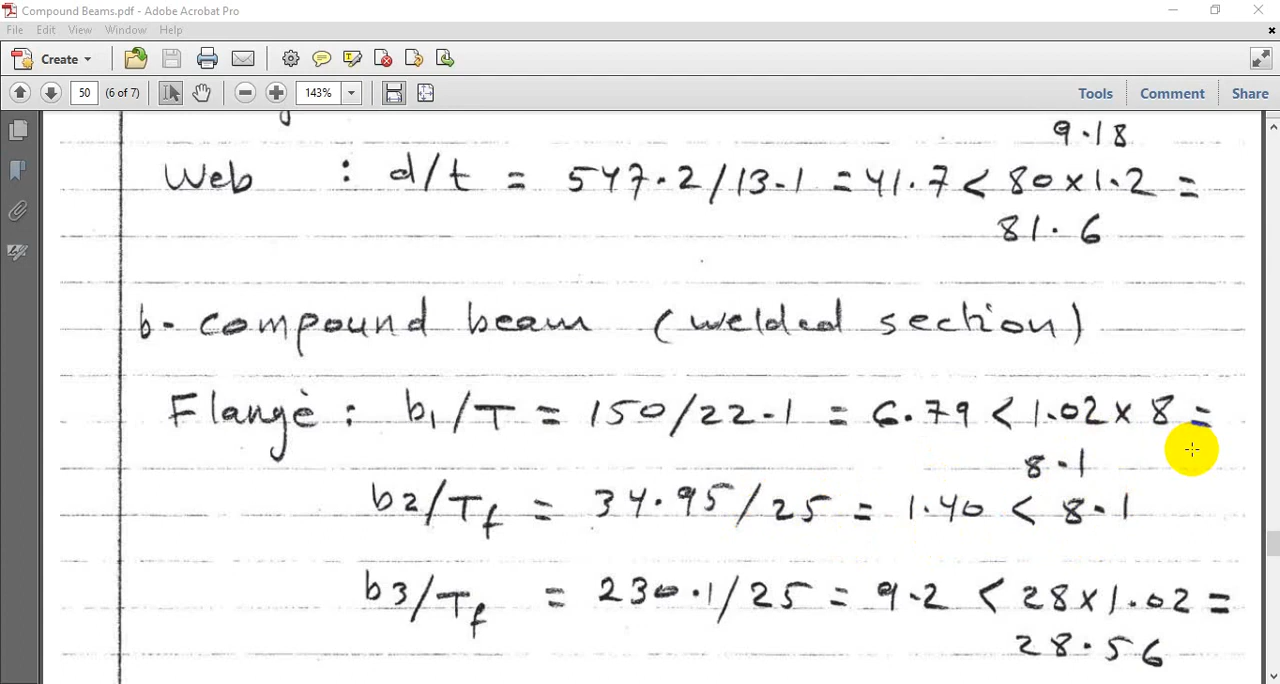 Compound Beams.pdf - Adobe Acrobat Pro
File Edit View Window Help
Create
50 (6 of 7) 143% Tools Comment Share
9.18
Web : d/t = 547.2/13.1 = 41.7 < 80×1.2 =
81.6
b- compound beam (welded section)
Flange : b1/T = 150/22.1 = 6.79 < 1.02×8 =
8.1
b2/Tf = 34.95/25 = 1.40 < 8.1
b3/Tf = 230.1/25 = 9.2 < 28×1.02 =
28.56